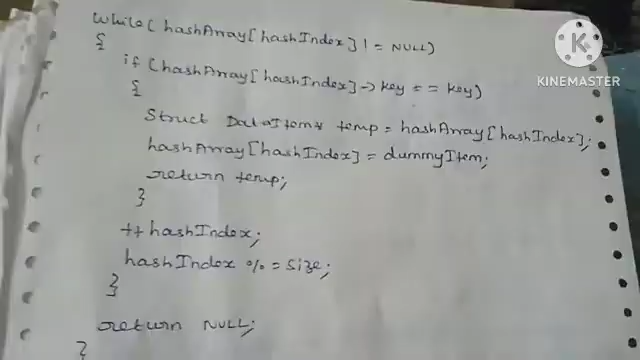 while( hashArray[hashIndex] != NULL)
{
if (hashArray[hashIndex]->key == key)
{
Struct DataItem* temp = hashArray[hashIndex];
hashArray[hashIndex] = dummyItem;
return temp;
}
++hashIndex;
hashIndex %= size;
}
return NULL;
}
KINEMASTER